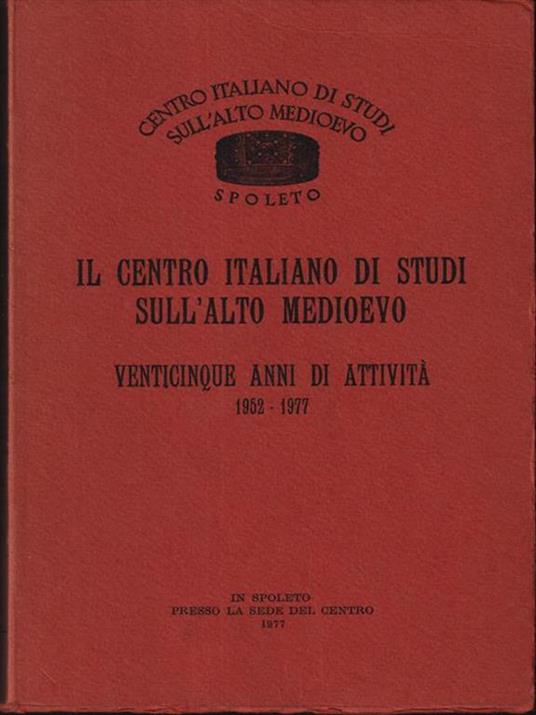 CENTRO ITALIANO DI STUDI
SULL'ALTO MEDIOEVO
SPOLETO
IL CENTRO ITALIANO DI STUDI
SULL'ALTO MEDIOEVO
VENTICINQUE ANNI DI ATTIVITÀ
1952 - 1977
IN SPOLETO
PRESSO LA SEDE DEL CENTRO
1977